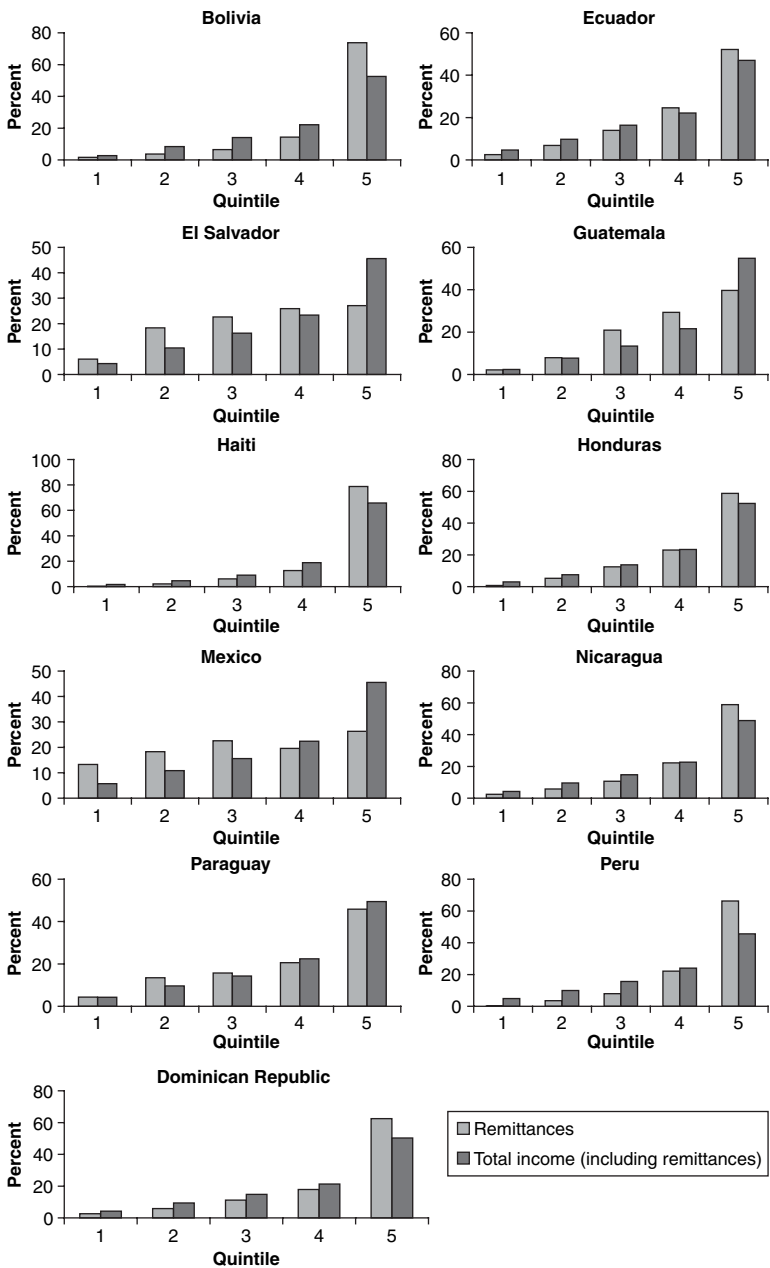 Bolivia
80
60
40
20
0
Percent
1 2 3 4 5
Quintile
Ecuador
60
40
20
0
Percent
1 2 3 4 5
Quintile
El Salvador
50
40
30
20
10
0
Percent
1 2 3 4 5
Quintile
Guatemala
60
40
20
0
Percent
1 2 3 4 5
Quintile
Haiti
100
80
60
40
20
0
Percent
1 2 3 4 5
Quintile
Honduras
80
60
40
20
0
Percent
1 2 3 4 5
Quintile
Mexico
50
40
30
20
10
0
Percent
1 2 3 4 5
Quintile
Nicaragua
80
60
40
20
0
Percent
1 2 3 4 5
Quintile
Paraguay
60
40
20
0
Percent
1 2 3 4 5
Quintile
Peru
80
60
40
20
0
Percent
1 2 3 4 5
Quintile
Dominican Republic
80
60
40
20
0
Percent
1 2 3 4 5
Quintile
Remittances
Total income (including remittances)